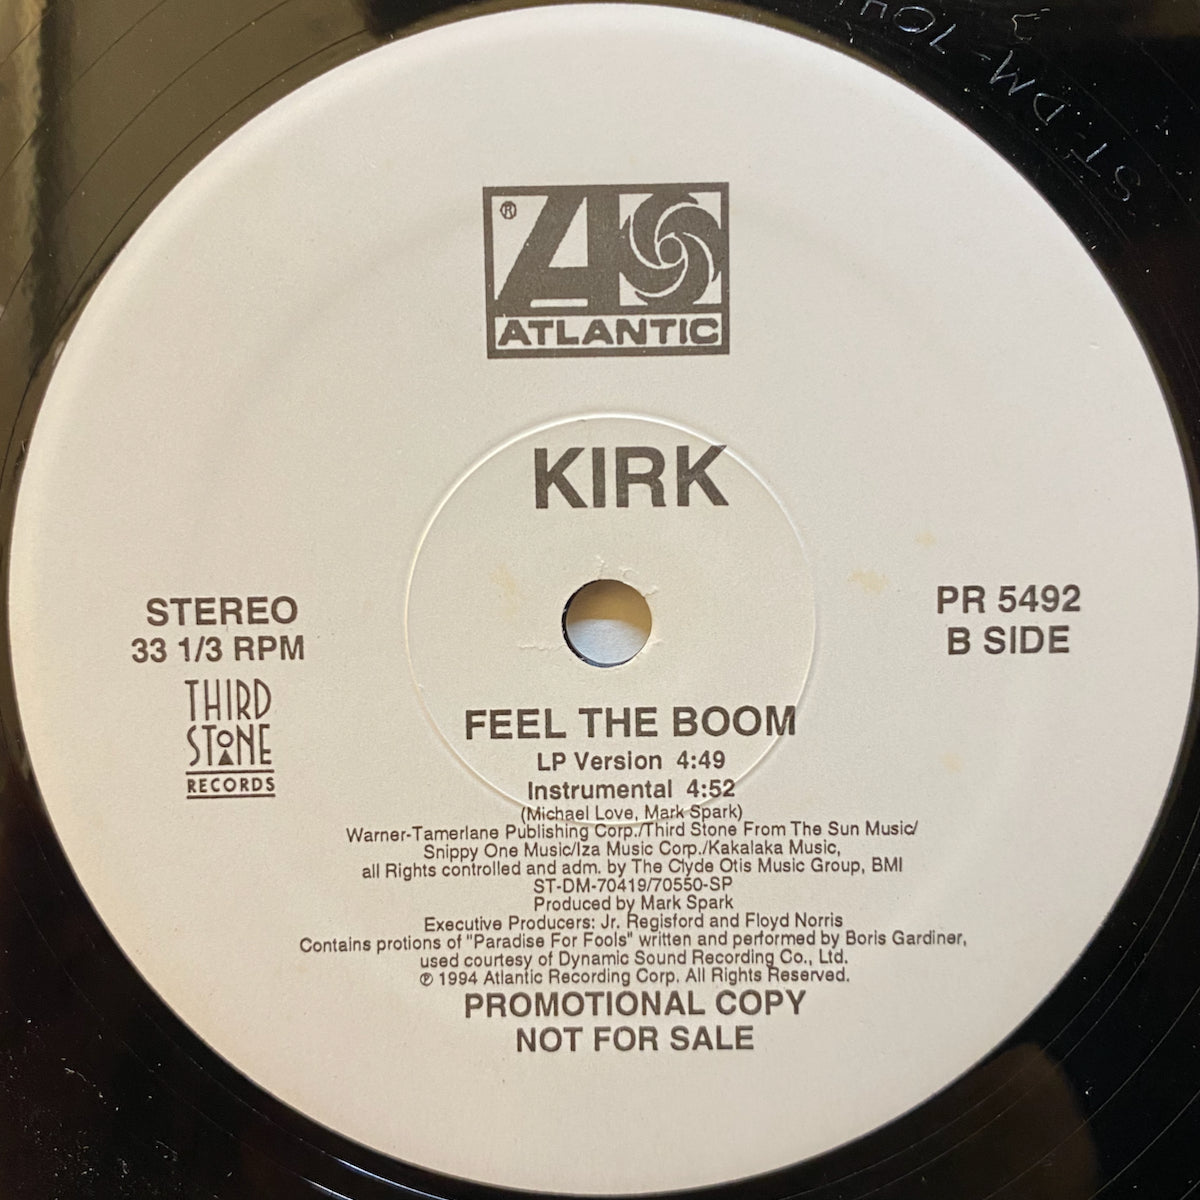 ST-DM-704
®
ATLANTIC
KIRK
STEREO
33 1/3 RPM
THIRD
STONE
RECORDS
PR 5492
B SIDE
FEEL THE BOOM
LP Version 4:49
Instrumental 4:52
(Michael Love, Mark Spark)
Warner-Tamerlane Publishing Corp./Third Stone From The Sun Music/
Snippy One Music/Iza Music Corp./Kakalaka Music,
all Rights controlled and adm. by The Clyde Otis Music Group, BMI
ST-DM-70419/70550-SP
Produced by Mark Spark
Executive Producers: Jr. Regisford and Floyd Norris
Contains protions of "Paradise For Fools" written and performed by Boris Gardiner,
used courtesy of Dynamic Sound Recording Co., Ltd.
℗ 1994 Atlantic Recording Corp. All Rights Reserved.
PROMOTIONAL COPY
NOT FOR SALE